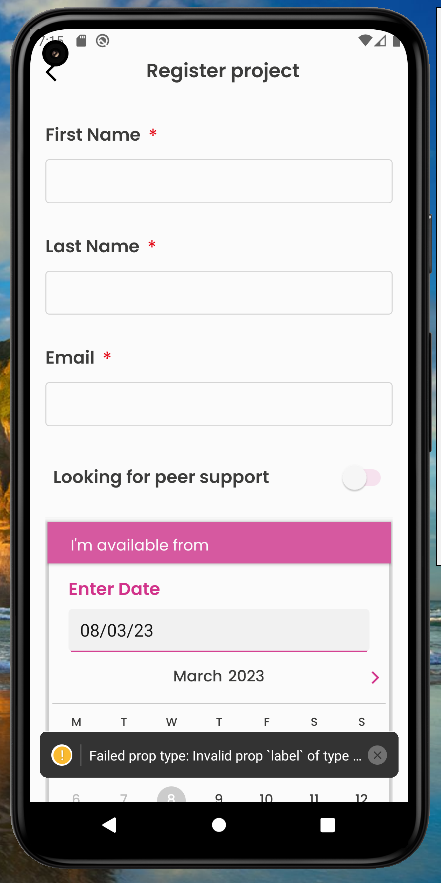 7:15
Register project
First Name *
Last Name *
Email *
Looking for peer support
I'm available from
Enter Date
08/03/23
March 2023
M T W T F S S
Failed prop type: Invalid prop `label` of type ...
6 7 8 9 10 11 12